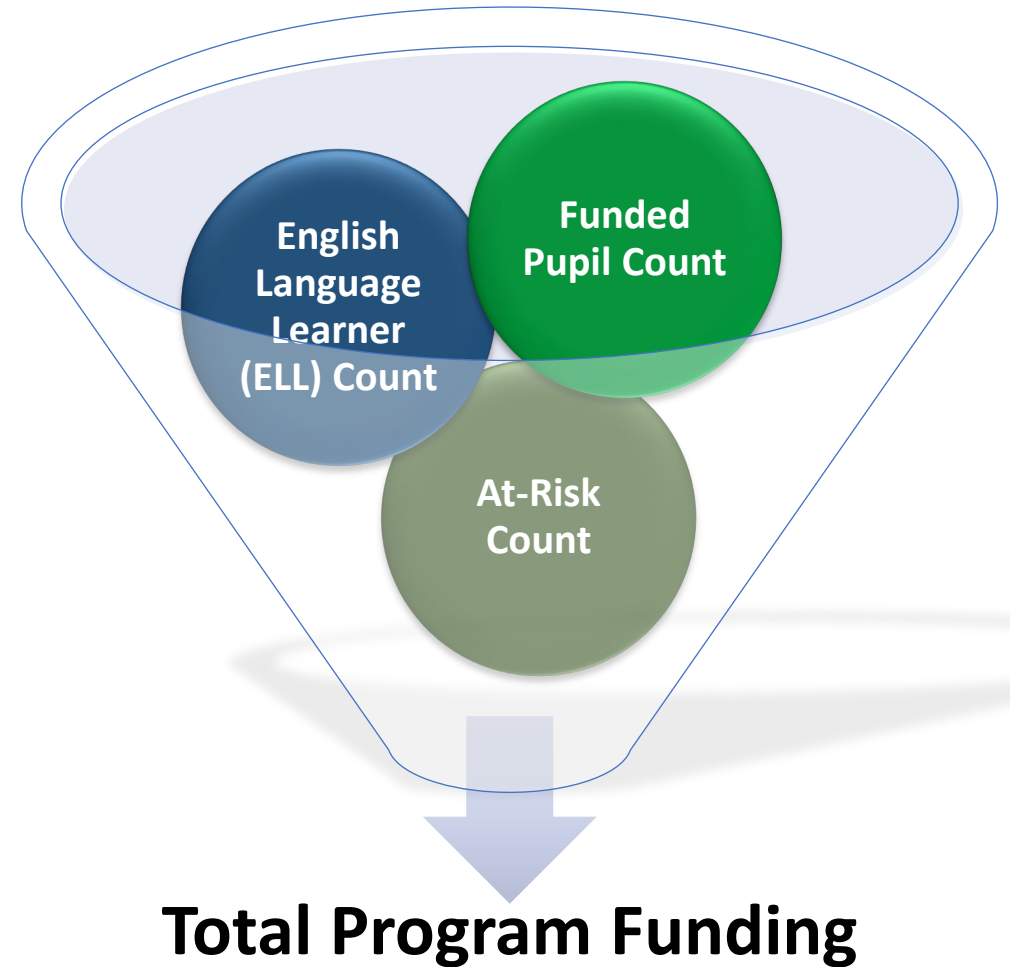 English
Language
Learner
(ELL) Count
Funded
Pupil Count
At-Risk
Count
Total Program Funding